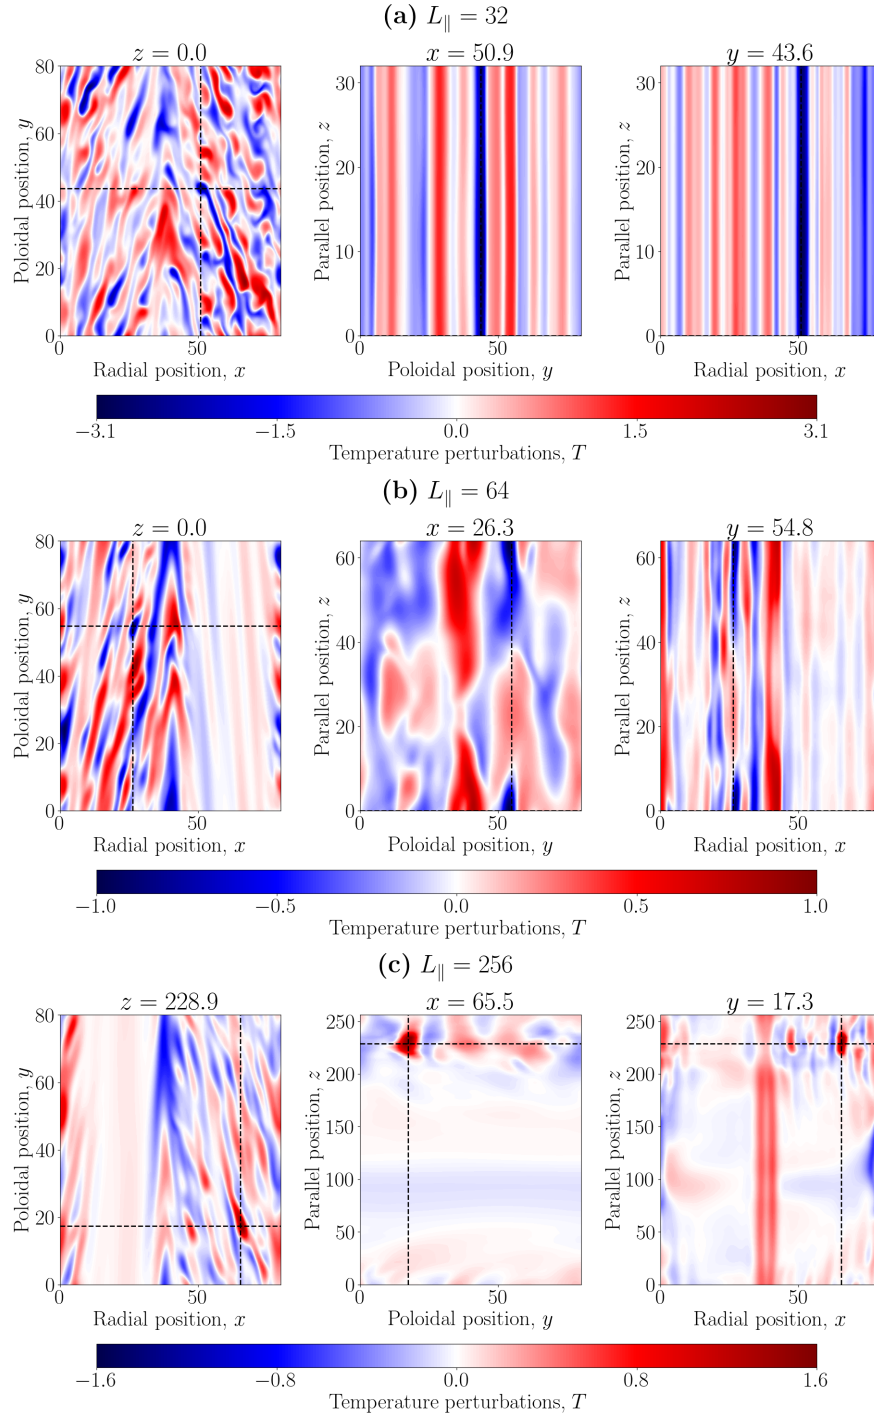 (a) L∥ = 32
z = 0.0
x = 50.9
y = 43.6
Poloidal position, y
80
60
40
20
0
0
50
Radial position, x
Parallel position, z
30
20
10
0
0
50
Poloidal position, y
Parallel position, z
30
20
10
0
0
50
Radial position, x
−3.1
−1.5
0.0
1.5
3.1
Temperature perturbations, T
(b) L∥ = 64
z = 0.0
x = 26.3
y = 54.8
Poloidal position, y
80
60
40
20
0
0
50
Radial position, x
Parallel position, z
60
40
20
0
0
50
Poloidal position, y
Parallel position, z
60
40
20
0
0
50
Radial position, x
−1.0
−0.5
0.0
0.5
1.0
Temperature perturbations, T
(c) L∥ = 256
z = 228.9
x = 65.5
y = 17.3
Poloidal position, y
80
60
40
20
0
0
50
Radial position, x
Parallel position, z
250
200
150
100
50
0
0
50
Poloidal position, y
Parallel position, z
250
200
150
100
50
0
0
50
Radial position, x
−1.6
−0.8
0.0
0.8
1.6
Temperature perturbations, T